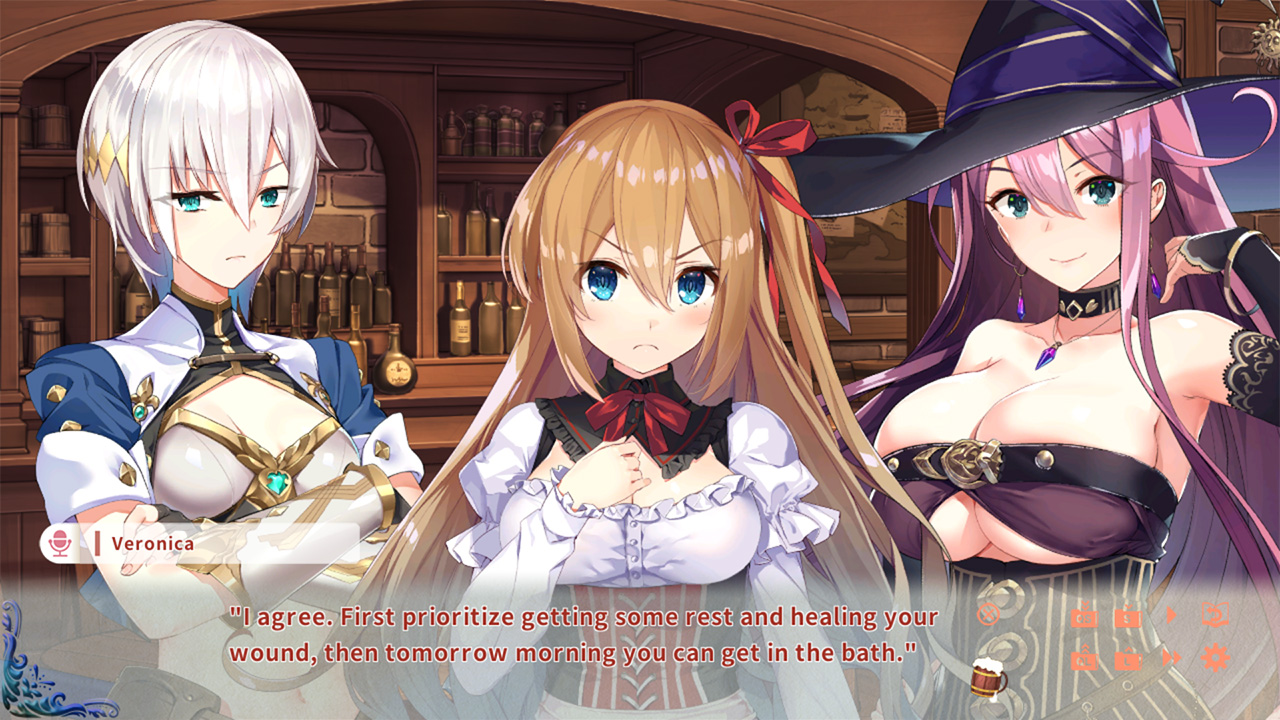 Veronica
"I agree. First prioritize getting some rest and healing your
wound, then tomorrow morning you can get in the bath."